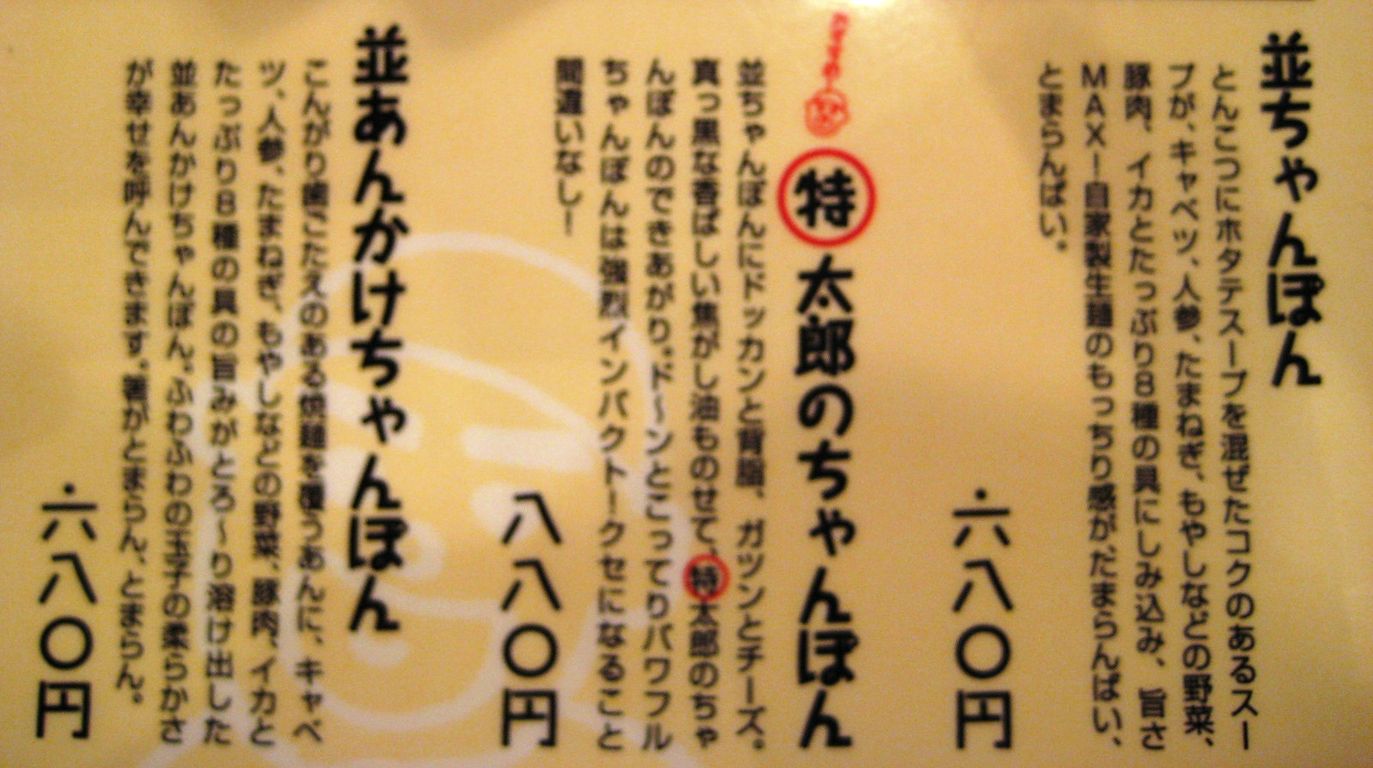 並ちゃんぽん
とんこつにホタテスープを混ぜたコクのあるスー
プが、キャベツ、人参、たまねぎ、もやしなどの野菜、
豚肉、イカとたっぷり8種の具にしみ込み、旨さ
MAX!自家製生麺のもっちり感がたまらんばい、
とまらんばい。
六八〇円
おすすめ
特 太郎のちゃんぽん
並ちゃんぽんにドッカンと背脂、ガツンとチーズ。
真っ黒な香ばしい焦がし油ものせて、特太郎のちゃ
んぽんのできあがり。ド〜ンとこってりパワフル
ちゃんぽんは強烈インパクト!クセになること
間違いなし!
八八〇円
並あんかけちゃんぽん
こんがり歯ごたえのある焼麺を覆うあんに、キャベ
ツ、人参、たまねぎ、もやしなどの野菜、豚肉、イカと
たっぷり8種の具の旨みがとろ〜り溶け出した
並あんかけちゃんぽん。ふわふわの玉子の柔らかさ
が幸せを呼んできます。箸がとまらん、とまらん。
六八〇円